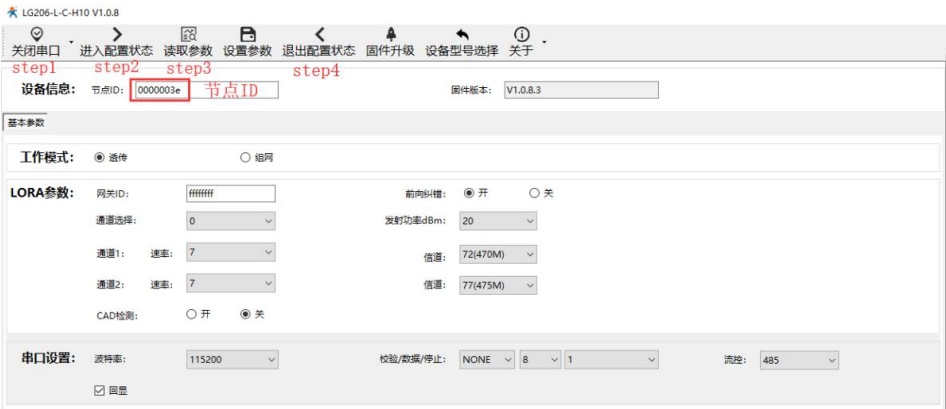 LG206-L-C-H10 V1.0.8
关闭串口 进入配置状态 读取参数 设置参数 退出配置状态 固件升级 设备型号选择 关于
step1 step2 step3 step4
设备信息: 节点ID: 0000003e 节点ID 固件版本: V1.0.8.3
基本参数
工作模式: 透传 组网
LORA参数: 网关ID: ffffffff 前向纠错: 开 关
通道选择: 0 发射功率dBm: 20
通道1: 速率: 7 信道: 72(470M)
通道2: 速率: 7 信道: 77(475M)
CAD检测: 开 关
串口设置: 波特率: 115200 校验/数据/停止: NONE 8 1 流控: 485
回显